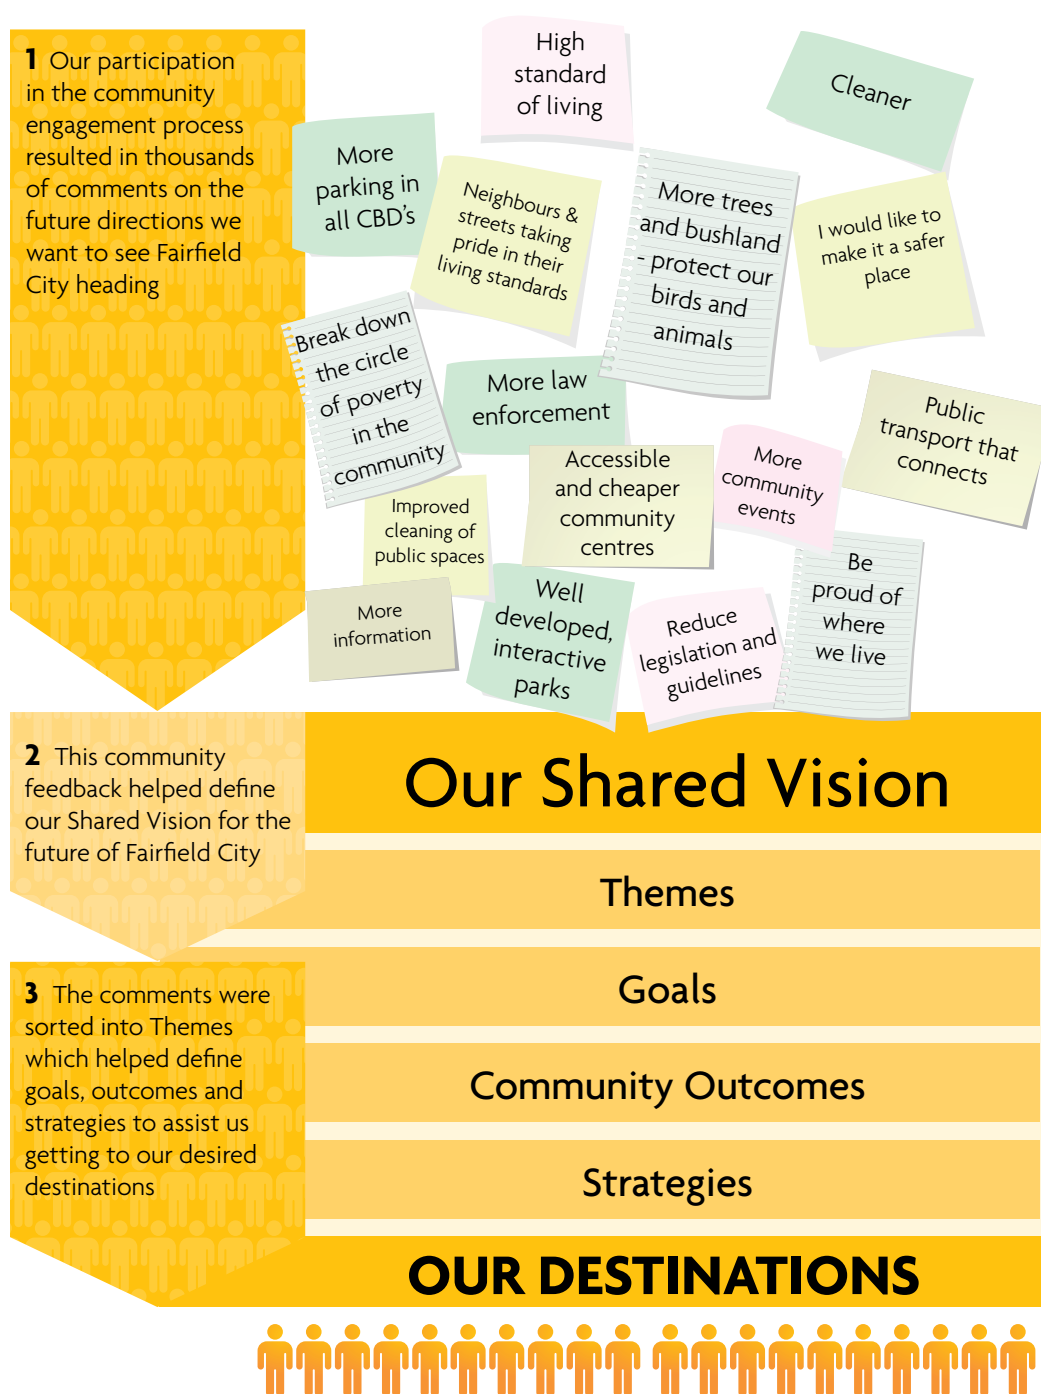 1 Our participation
in the community
engagement process
resulted in thousands
of comments on the
future directions we
want to see Fairfield
City heading
High
standard
of living
Cleaner
More
parking in
all CBD's
Neighbours &
streets taking
pride in their
living standards
More trees
and bushland
- protect our
birds and
animals
I would like to
make it a safer
place
Break down
the circle
of poverty
in the
community
More law
enforcement
Public
transport that
connects
Accessible
and cheaper
community
centres
More
community
events
Improved
cleaning of
public spaces
Be
proud of
where
we live
More
information
Well
developed,
interactive
parks
Reduce
legislation and
guidelines
2 This community
feedback helped define
our Shared Vision for the
future of Fairfield City
Our Shared Vision
Themes
Goals
3 The comments were
sorted into Themes
which helped define
goals, outcomes and
strategies to assist us
getting to our desired
destinations
Community Outcomes
Strategies
OUR DESTINATIONS